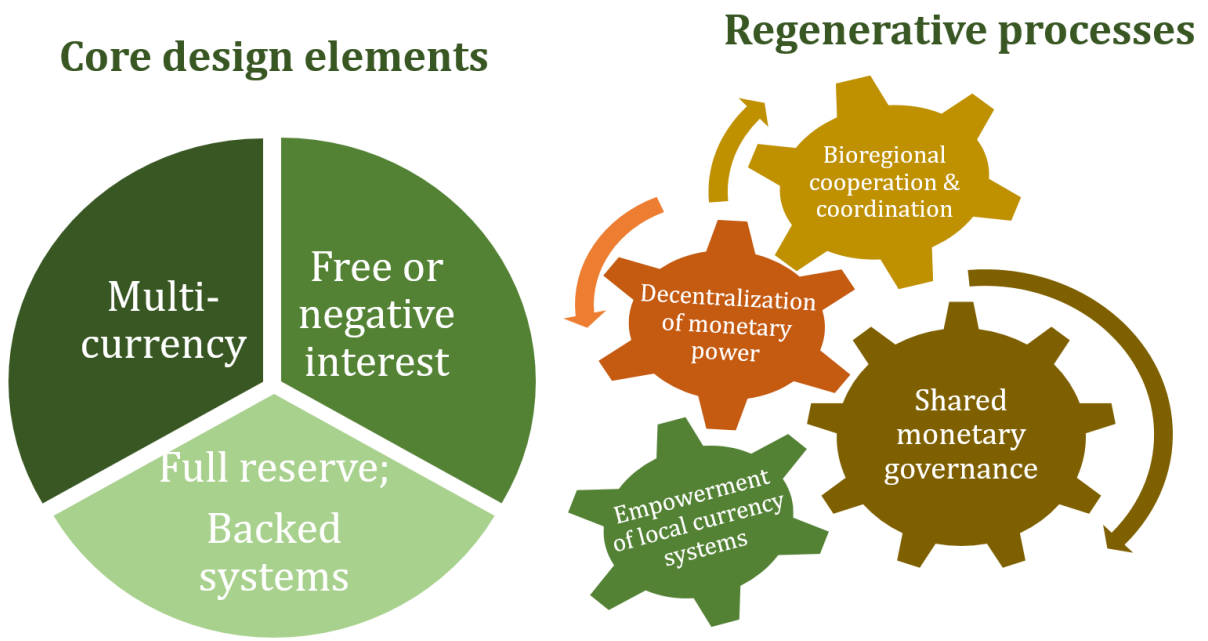 Core design elements
Multi-
currency
Free or
negative
interest
Full reserve;
Backed
systems
Regenerative processes
Bioregional
cooperation &
coordination
Decentralization
of monetary
power
Shared
monetary
governance
Empowerment
of local currency
systems